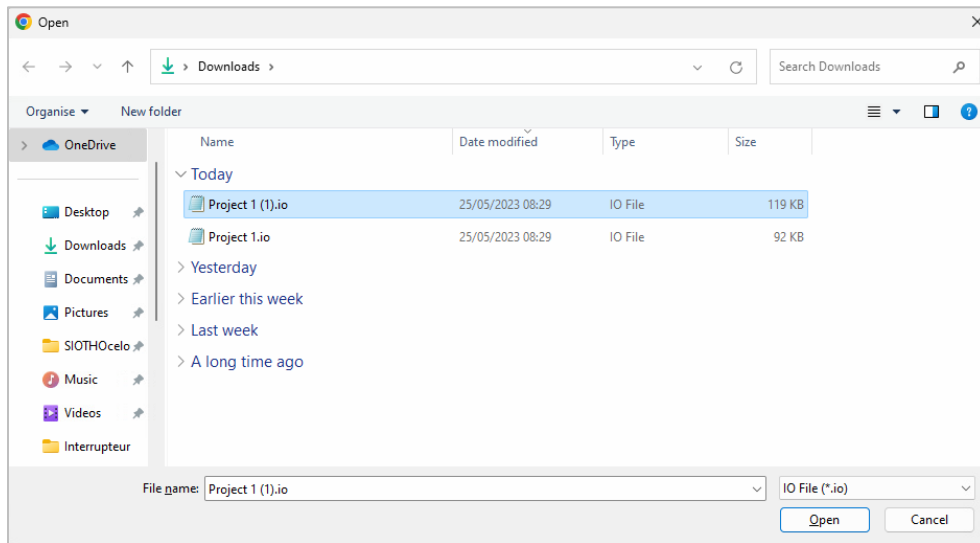 Open
Downloads
Search Downloads
Organise New folder
OneDrive
Desktop
Downloads
Documents
Pictures
SIOTHOcelo
Music
Videos
Interrupteur
Name Date modified Type Size
Today
Project 1 (1).io 25/05/2023 08:29 IO File 119 KB
Project 1.io 25/05/2023 08:29 IO File 92 KB
Yesterday
Earlier this week
Last week
A long time ago
File name: Project 1 (1).io IO File (*.io)
Open Cancel